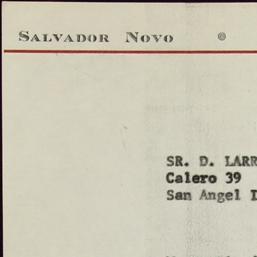 SALVADOR NOVO
SR. D. LARR
Calero 39
San Angel I